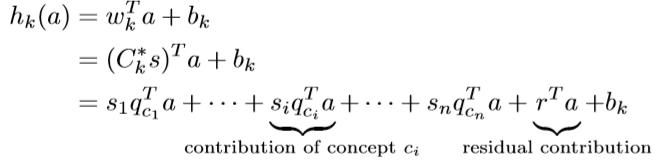 h_k(a) = w_k^T a + b_k
= (C_k^* s)^T a + b_k
= s_1 q_{c_1}^T a + ⋯ + s_i q_{c_i}^T a + ⋯ + s_n q_{c_n}^T a + r^T a + b_k
contribution of concept c_i residual contribution